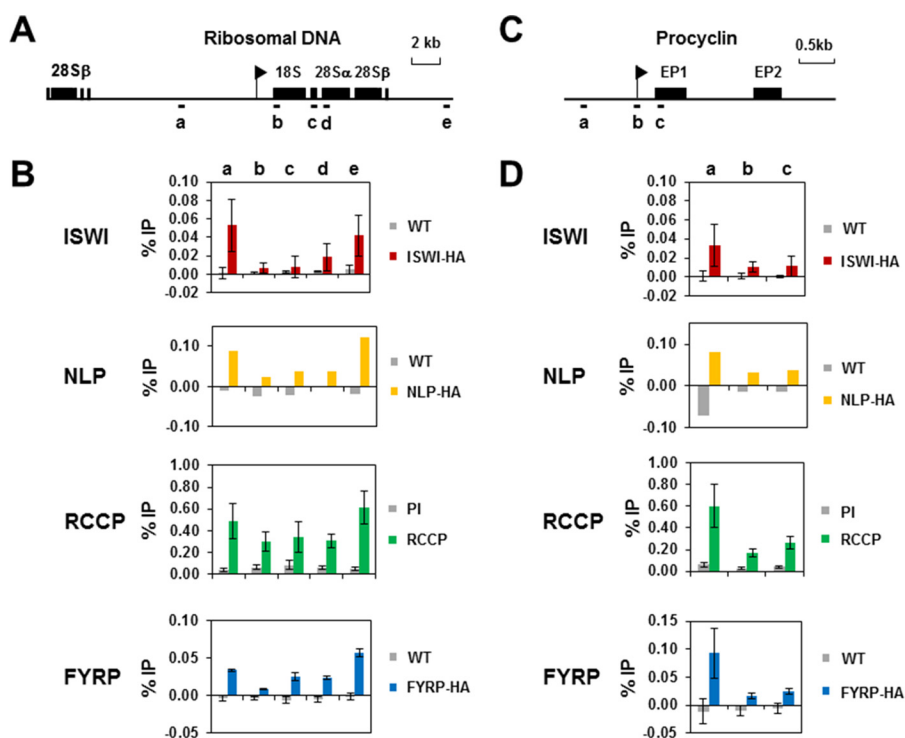 A
Ribosomal DNA
2 kb
28Sβ
18S
28Sα 28Sβ
a
b
c
d
e
C
Procyclin
0.5kb
EP1
EP2
a
b
c
B
a b c d e
ISWI
% IP
0.10
0.08
0.06
0.04
0.02
0.00
-0.02
WT
ISWI-HA
NLP
% IP
0.10
0.00
-0.10
WT
NLP-HA
RCCP
% IP
1.00
0.80
0.60
0.40
0.20
0.00
PI
RCCP
FYRP
% IP
0.10
0.05
0.00
-0.05
WT
FYRP-HA
D
a b c
ISWI
% IP
0.10
0.08
0.06
0.04
0.02
0.00
-0.02
WT
ISWI-HA
NLP
% IP
0.10
0.00
-0.10
WT
NLP-HA
RCCP
% IP
1.00
0.80
0.60
0.40
0.20
0.00
PI
RCCP
FYRP
% IP
0.15
0.10
0.05
0.00
0.05
WT
FYRP-HA